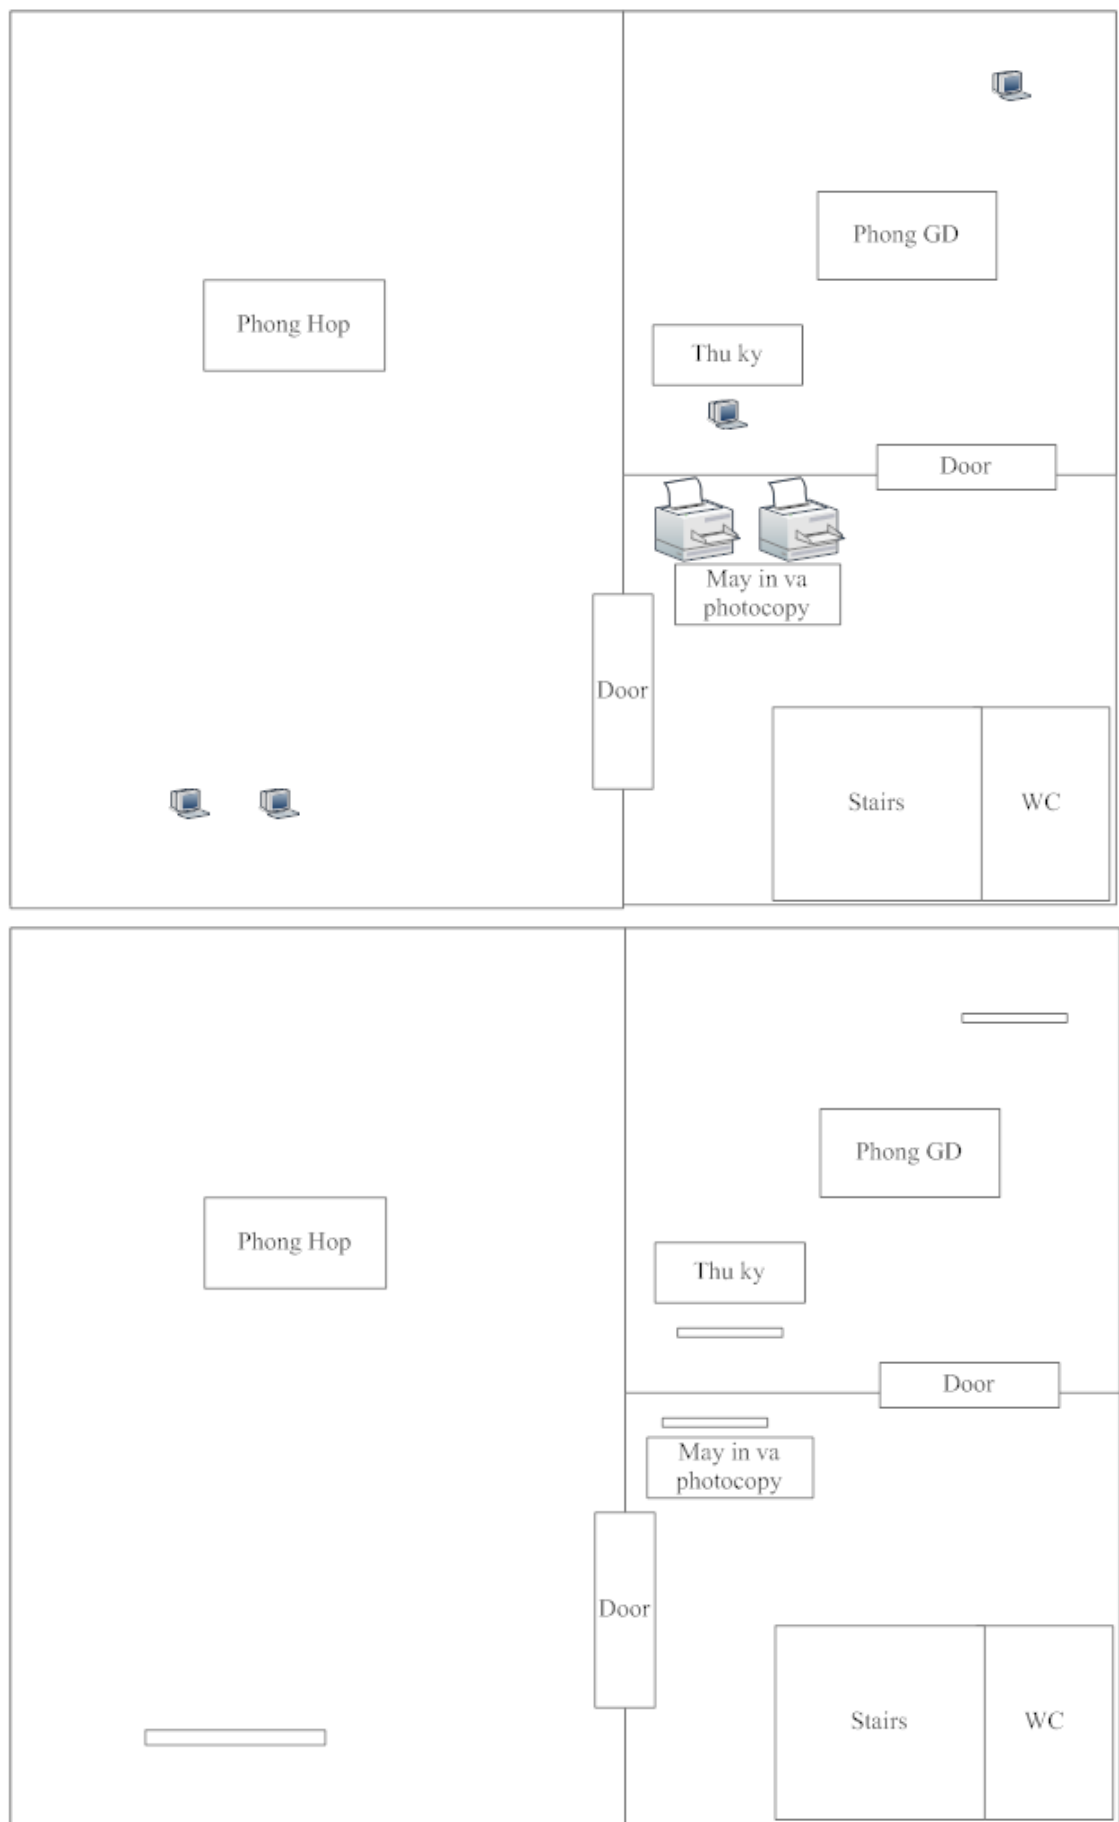 Phong GD
Phong Hop
Thu ky
Door
May in va
photocopy
Door
Stairs
WC
Phong GD
Phong Hop
Thu ky
Door
May in va
photocopy
Door
Stairs
WC